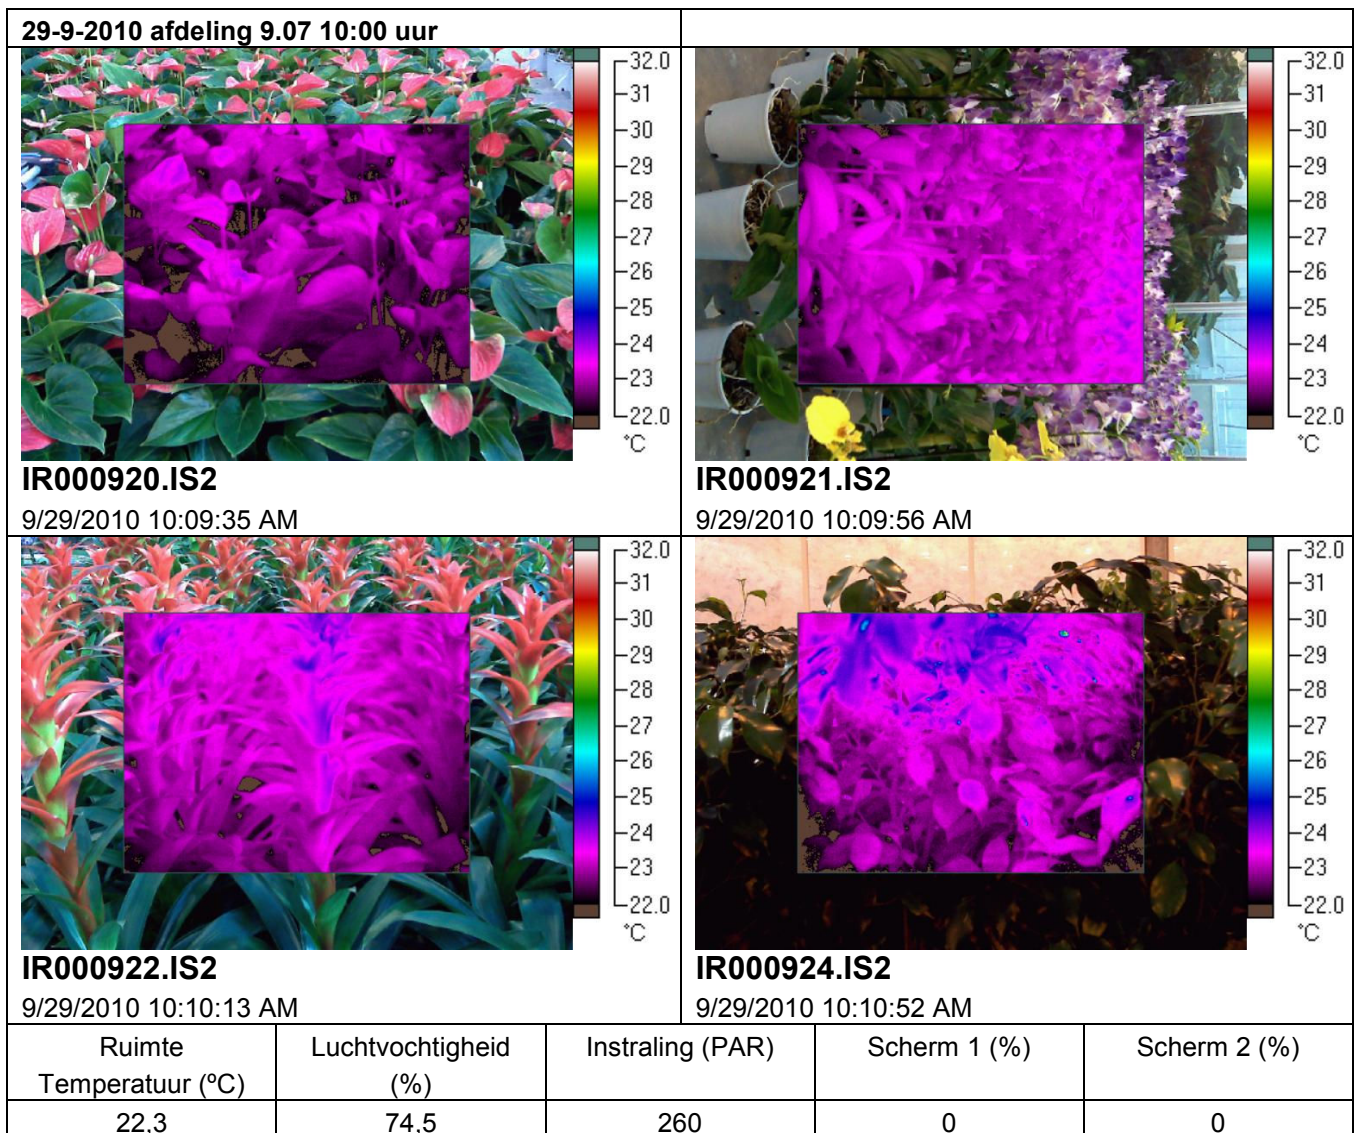 29-9-2010 afdeling 9.07 10:00 uur
32.0
31
30
29
28
27
26
25
24
23
22.0
°C
IR000920.IS2
9/29/2010 10:09:35 AM
32.0
31
30
29
28
27
26
25
24
23
22.0
°C
IR000921.IS2
9/29/2010 10:09:56 AM
32.0
31
30
29
28
27
26
25
24
23
22.0
°C
IR000922.IS2
9/29/2010 10:10:13 AM
32.0
31
30
29
28
27
26
25
24
23
22.0
°C
IR000924.IS2
9/29/2010 10:10:52 AM
Ruimte Temperatuur (ºC) Luchtvochtigheid (%) Instraling (PAR) Scherm 1 (%) Scherm 2 (%)
22,3 74,5 260 0 0